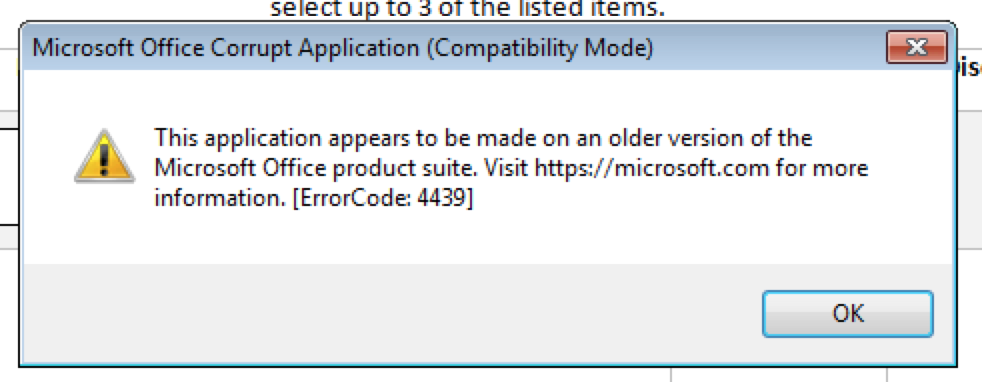 select up to 3 of the listed items.
Microsoft Office Corrupt Application (Compatibility Mode)
This application appears to be made on an older version of the
Microsoft Office product suite. Visit https://microsoft.com for more
information. [ErrorCode: 4439]
OK